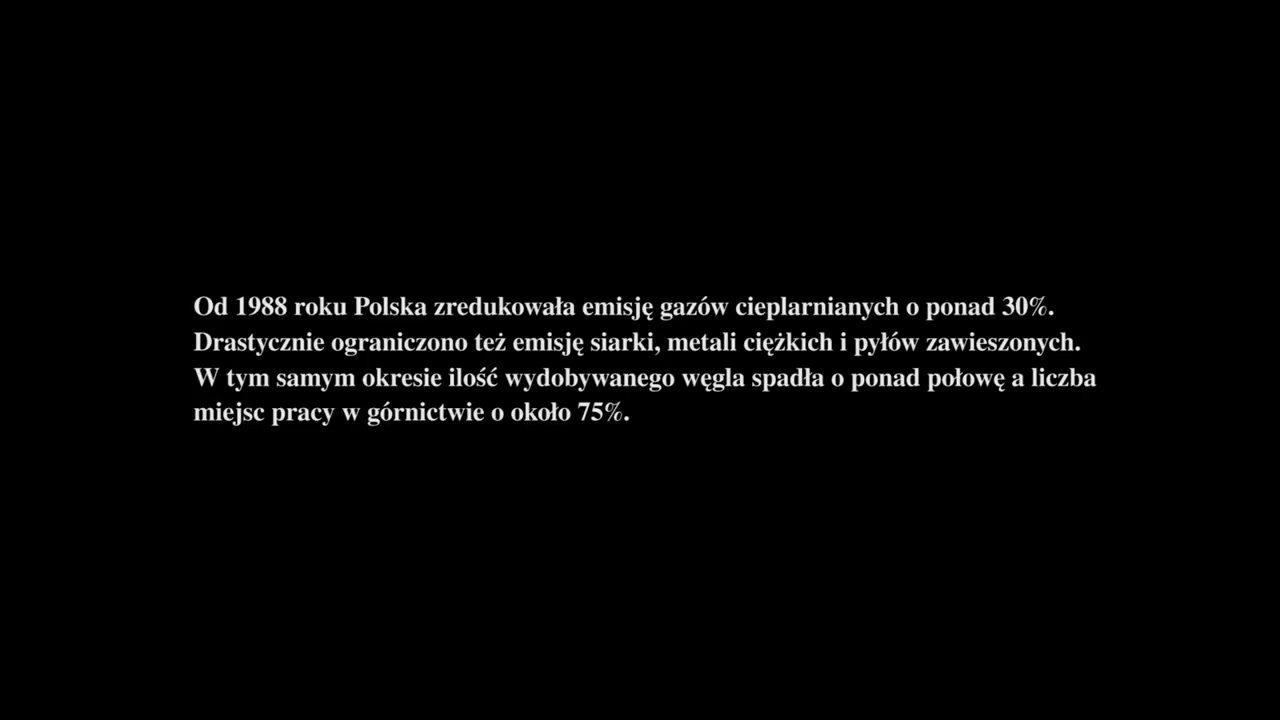 Od 1988 roku Polska zredukowała emisję gazów cieplarnianych o ponad 30%.
Drastycznie ograniczono też emisję siarki, metali ciężkich i pyłów zawieszonych.
W tym samym okresie ilość wydobywanego węgla spadła o ponad połowę a liczba
miejsc pracy w górnictwie o około 75%.